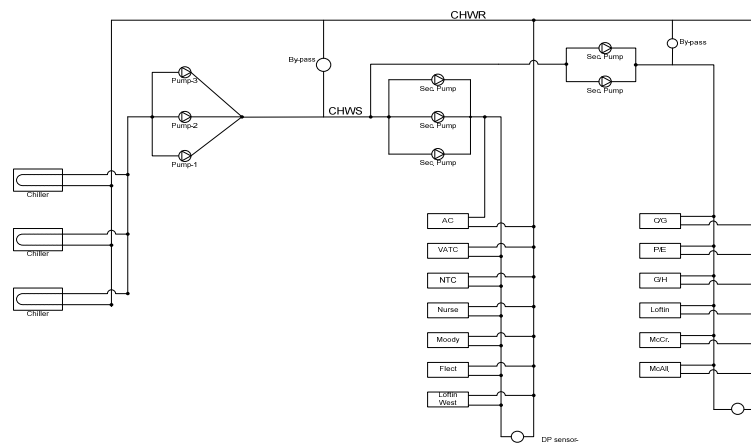 CHWR
By-pass
Pump-3
Pump-2
Pump-1
CHWS
Sec. Pump
Sec. Pump
Sec. Pump
Sec. Pump
Sec. Pump
By-pass
Chiller
Chiller
Chiller
AC
VATC
NTC
Nurse
Moody
Flect
Loftin
West
DP sensor-
O/G
P/E
G/H
Loftin
McCr.
McAll,